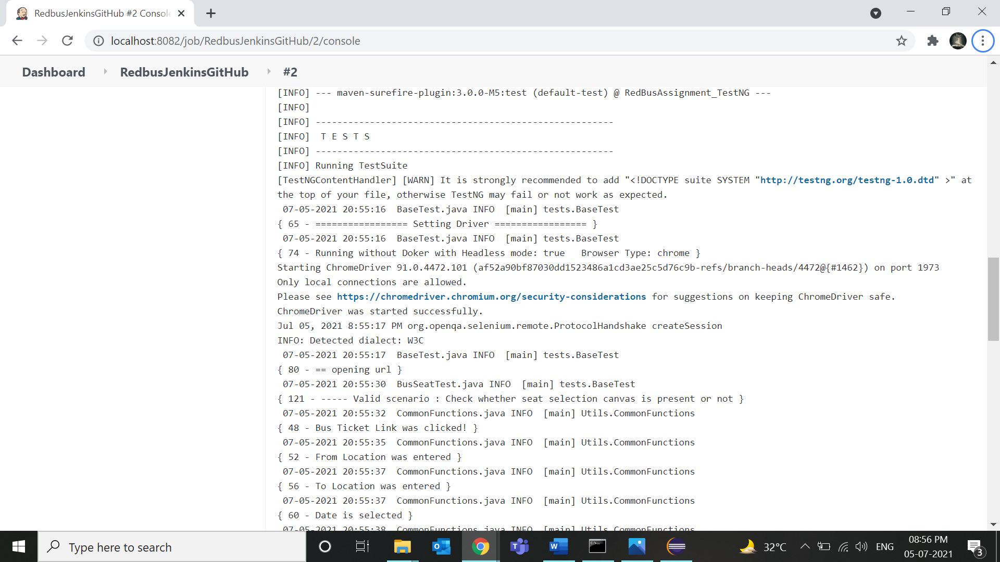 RedbusJenkinsGitHub #2 Console
localhost:8082/job/RedbusJenkinsGitHub/2/console
Dashboard RedbusJenkinsGitHub #2
[INFO] --- maven-surefire-plugin:3.0.0-M5:test (default-test) @ RedBusAssignment_TestNG ---
[INFO]
[INFO] -------------------------------------------------------
[INFO]  T E S T S
[INFO] -------------------------------------------------------
[INFO] Running TestSuite
[TestNGContentHandler] [WARN] It is strongly recommended to add "<!DOCTYPE suite SYSTEM "http://testng.org/testng-1.0.dtd" >" at
the top of your file, otherwise TestNG may fail or not work as expected.
07-05-2021 20:55:16  BaseTest.java INFO  [main] tests.BaseTest
{ 65 - ================= Setting Driver ================= }
07-05-2021 20:55:16  BaseTest.java INFO  [main] tests.BaseTest
{ 74 - Running without Doker with Headless mode: true   Browser Type: chrome }
Starting ChromeDriver 91.0.4472.101 (af52a90bf87030dd1523486a1cd3ae25c5d76c9b-refs/branch-heads/4472@{#1462}) on port 1973
Only local connections are allowed.
Please see https://chromedriver.chromium.org/security-considerations for suggestions on keeping ChromeDriver safe.
ChromeDriver was started successfully.
Jul 05, 2021 8:55:17 PM org.openqa.selenium.remote.ProtocolHandshake createSession
INFO: Detected dialect: W3C
07-05-2021 20:55:17  BaseTest.java INFO  [main] tests.BaseTest
{ 80 - == opening url }
07-05-2021 20:55:30  BusSeatTest.java INFO  [main] tests.BaseTest
{ 121 - ----- Valid scenario : Check whether seat selection canvas is present or not }
07-05-2021 20:55:32  CommonFunctions.java INFO  [main] Utils.CommonFunctions
{ 48 - Bus Ticket Link was clicked! }
07-05-2021 20:55:35  CommonFunctions.java INFO  [main] Utils.CommonFunctions
{ 52 - From Location was entered }
07-05-2021 20:55:37  CommonFunctions.java INFO  [main] Utils.CommonFunctions
{ 56 - To Location was entered }
07-05-2021 20:55:37  CommonFunctions.java INFO  [main] Utils.CommonFunctions
{ 60 - Date is selected }
07-05-2021 20:55:38  CommonFunctions.java INFO  [main] Utils.CommonFunctions
Type here to search
32°C
ENG
08:56 PM
05-07-2021
3